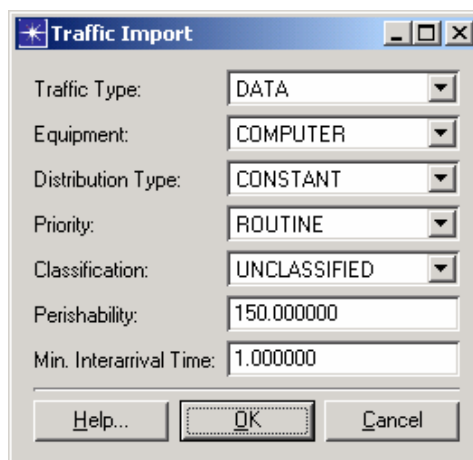 Traffic Import
Traffic Type: DATA
Equipment: COMPUTER
Distribution Type: CONSTANT
Priority: ROUTINE
Classification: UNCLASSIFIED
Perishability: 150.000000
Min. Interarrival Time: 1.000000
Help... OK Cancel